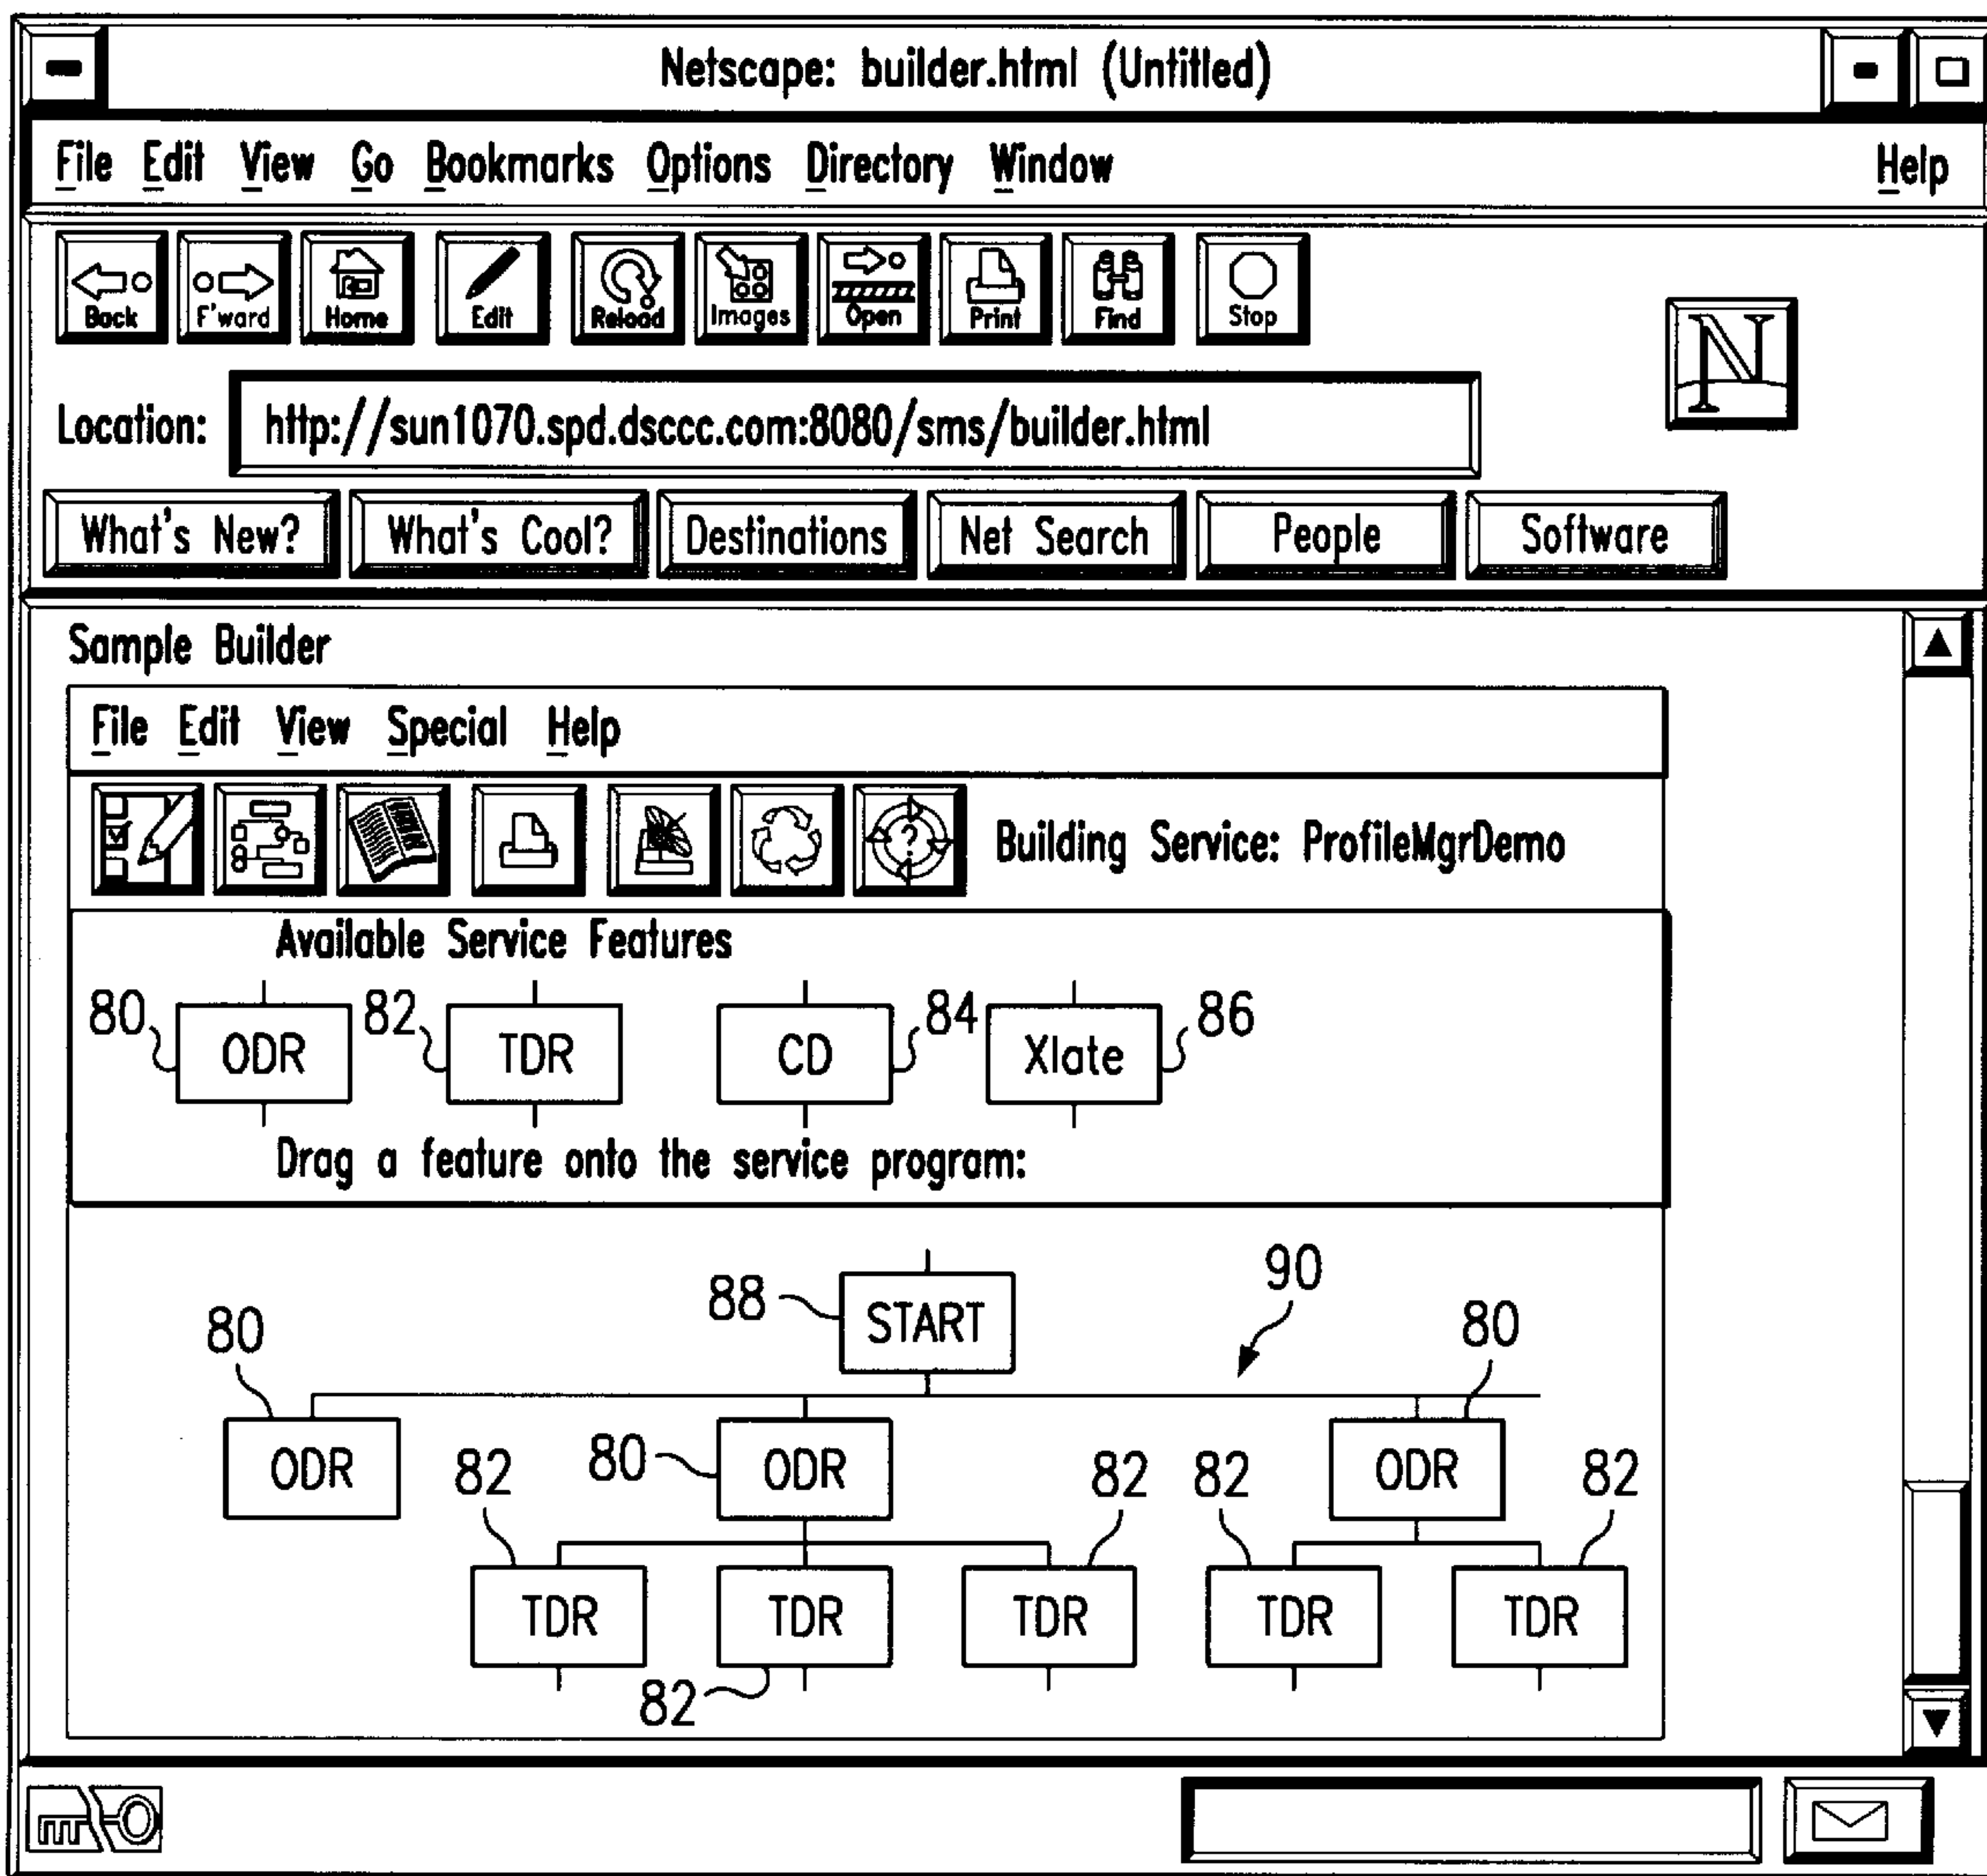 Netscape: builder.html (Untitled)
File Edit View Go Bookmarks Options Directory Window Help
Back F'ward Home Edit Reload Images Open Print Find Stop
N
Location: http://sun1070.spd.dsccc.com:8080/sms/builder.html
What's New? What's Cool? Destinations Net Search People Software
Sample Builder
File Edit View Special Help
? Building Service: ProfileMgrDemo
Available Service Features
80 ODR 82 TDR CD 84 Xlate 86
Drag a feature onto the service program:
90
88 START
80 80
ODR 80 ODR ODR
82 82 82 82
TDR TDR TDR TDR TDR
82